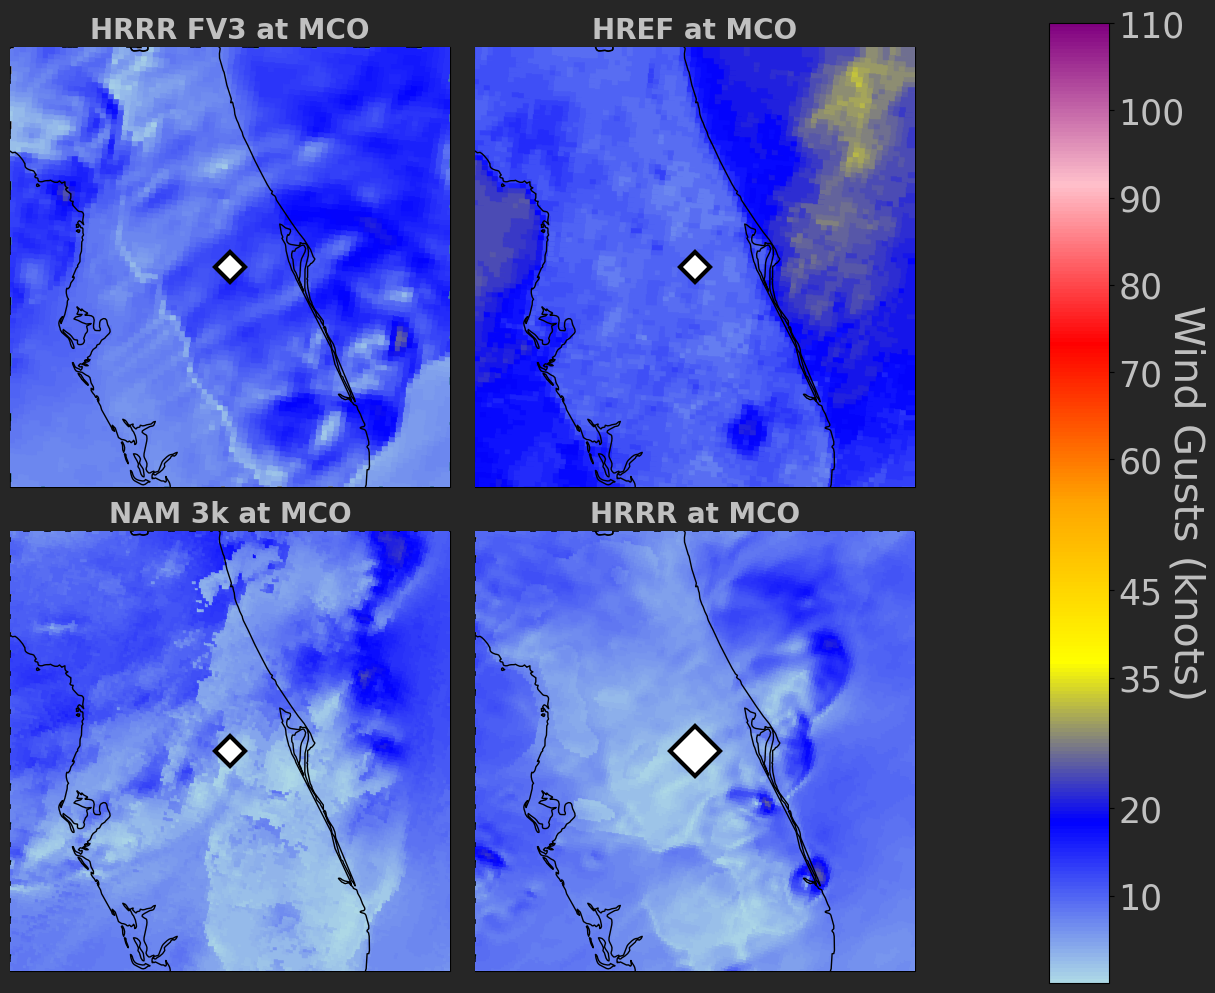 HRRR FV3 at MCO
HREF at MCO
NAM 3k at MCO
HRRR at MCO
110
100
90
80
70
60
45
35
20
10
Wind Gusts (knots)